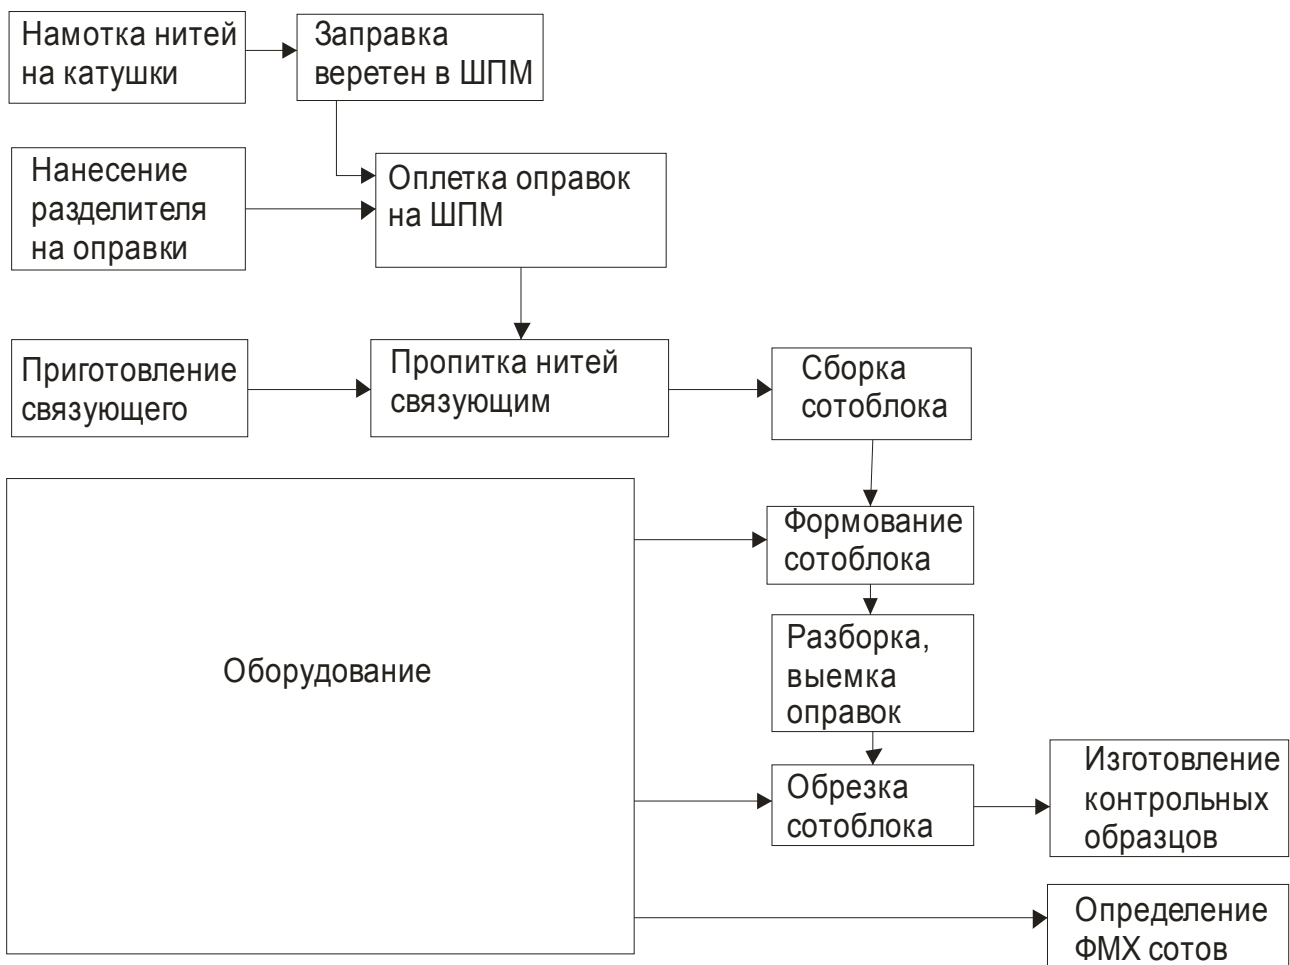 Намотка нитей
на катушки
Заправка
веретен в ШПМ
Нанесение
разделителя
на оправки
Оплетка оправок
на ШПМ
Приготовление
связующего
Пропитка нитей
связующим
Сборка
сотоблока
Формование
сотоблока
Оборудование
Разборка,
выемка
оправок
Обрезка
сотоблока
Изготовление
контрольных
образцов
Определение
ФМХ сотов